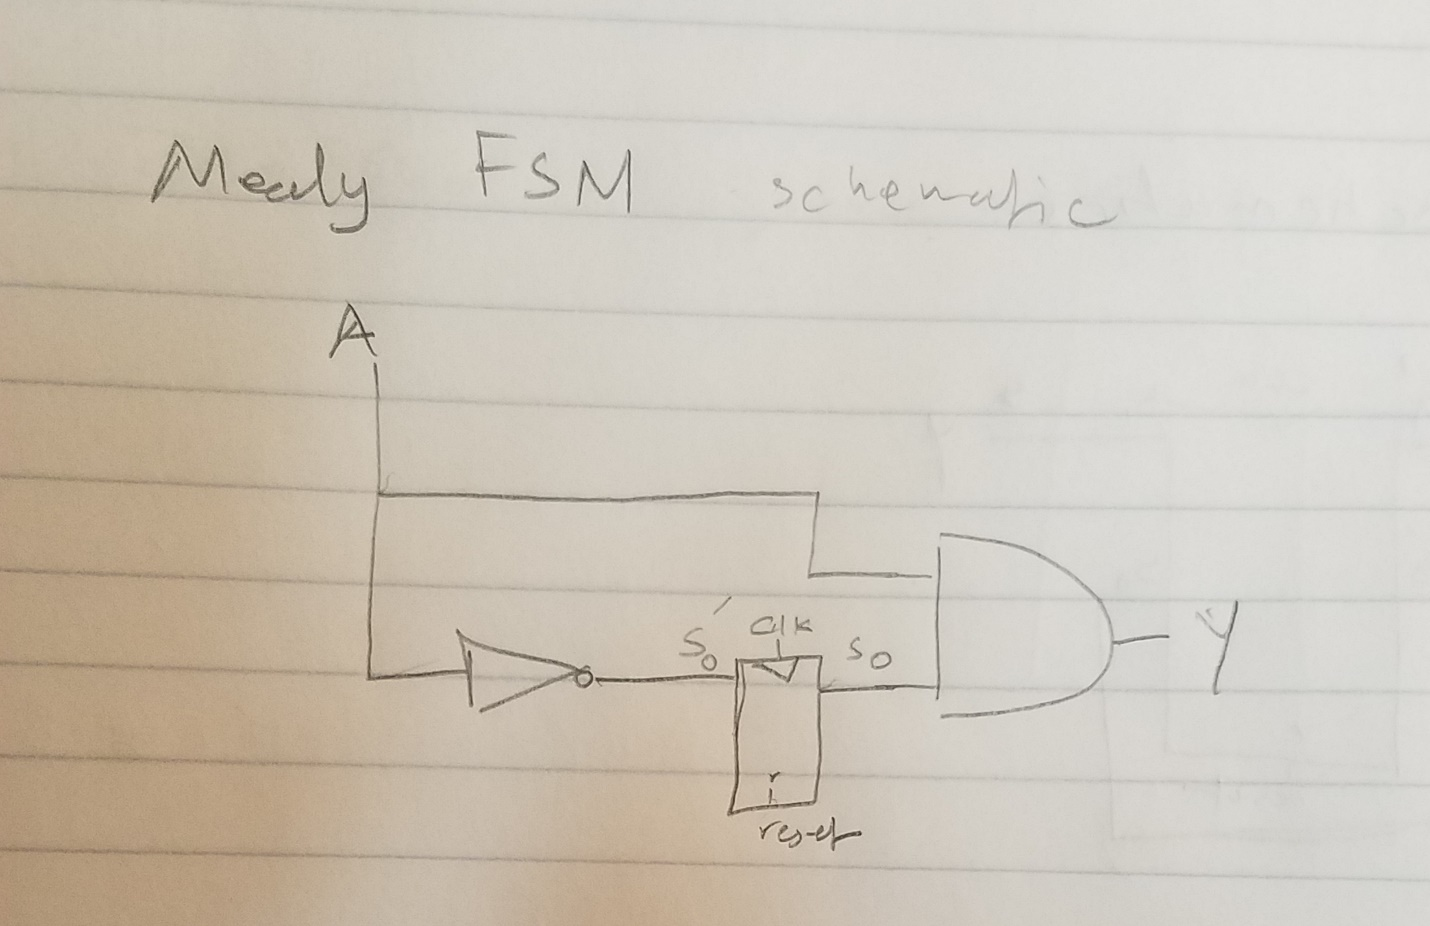 Mealy FSM schematic
A
S₀′ Clk S₀ Y
r
reset